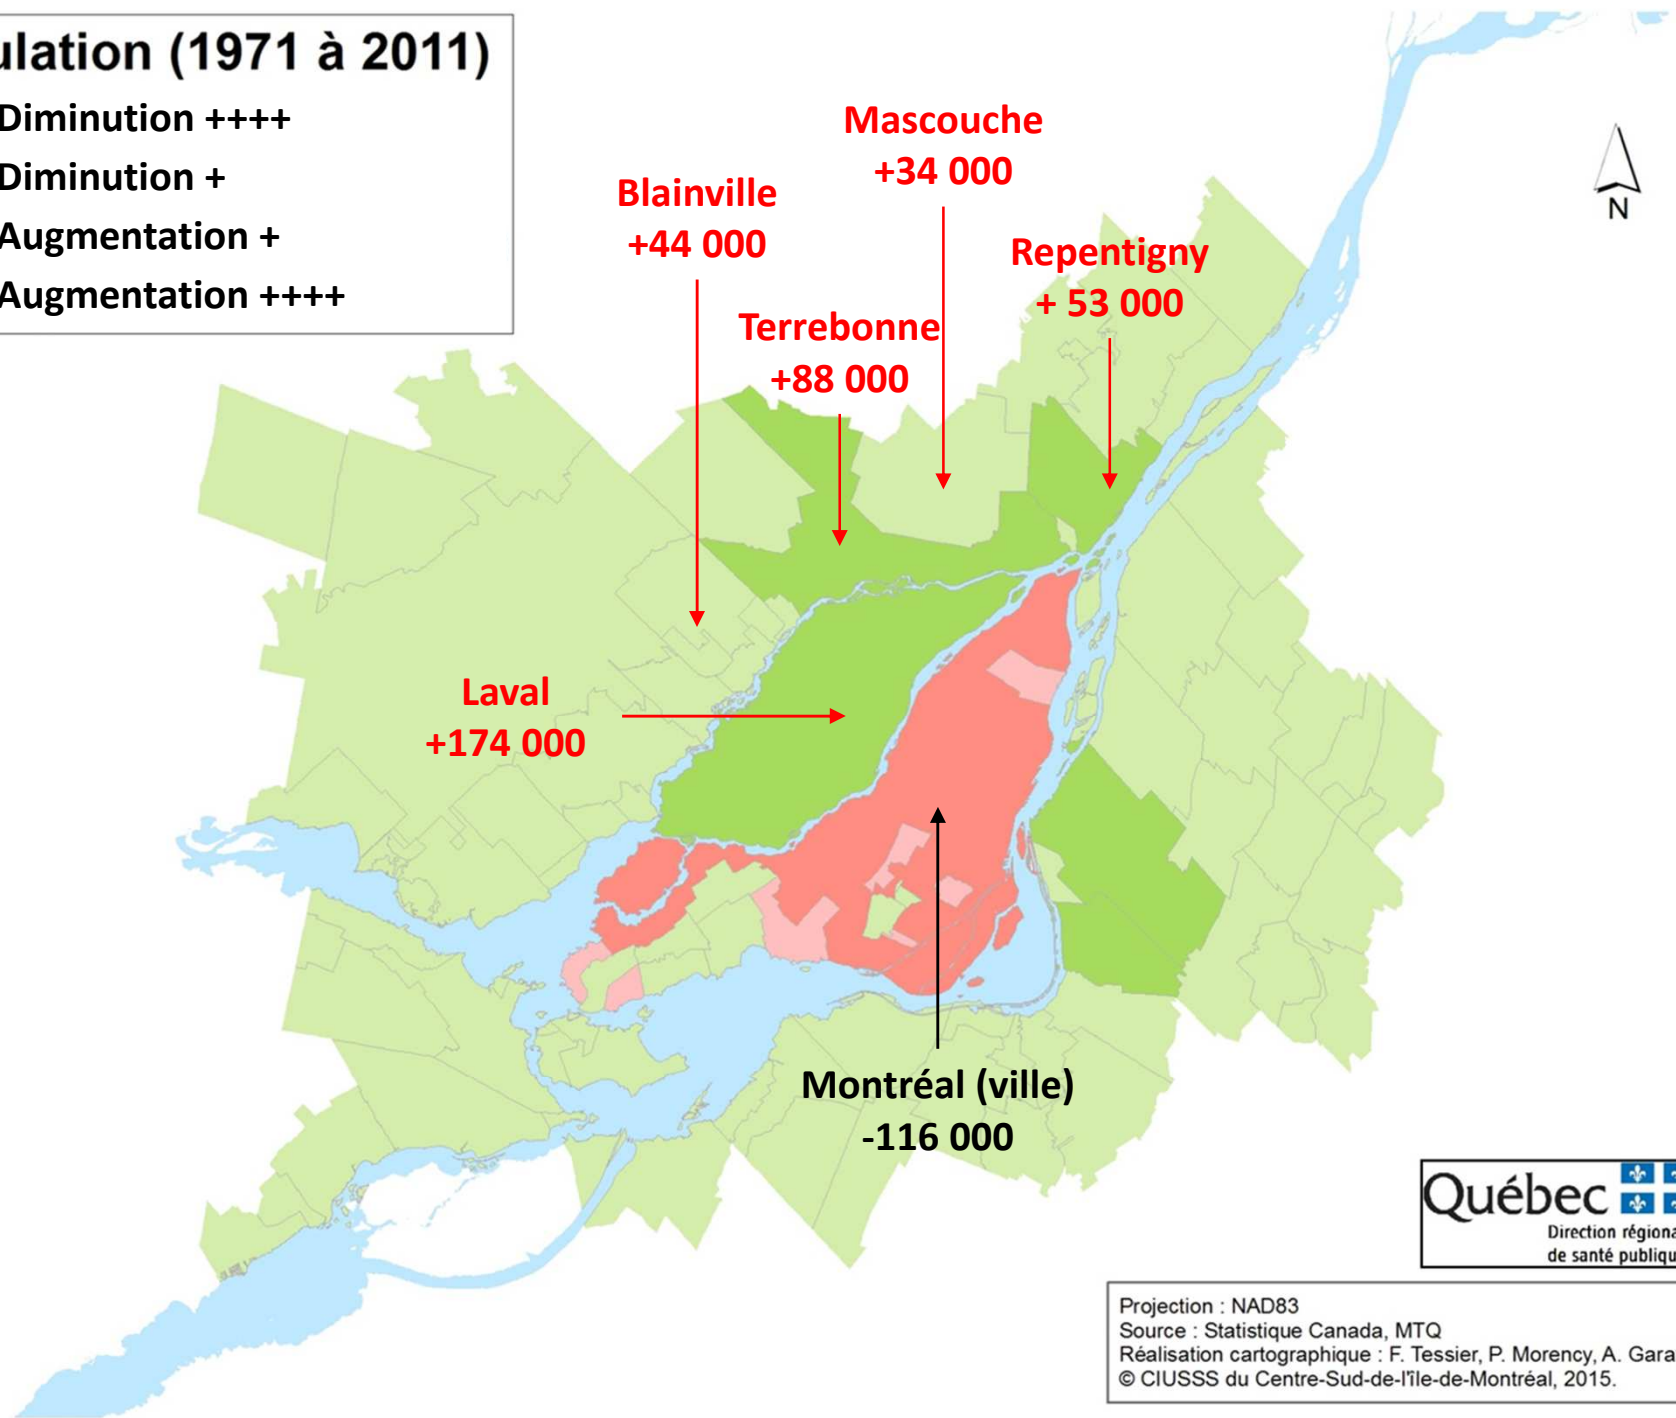 ulation (1971 à 2011)
Diminution ++++
Diminution +
Augmentation +
Augmentation ++++
Mascouche
+34 000
Blainville
+44 000
Repentigny
+ 53 000
Terrebonne
+88 000
N
Laval
+174 000
Montréal (ville)
-116 000
Québec
Direction régiona
de santé publiqu
Projection : NAD83
Source : Statistique Canada, MTQ
Réalisation cartographique : F. Tessier, P. Morency, A. Gara
© CIUSSS du Centre-Sud-de-l'île-de-Montréal, 2015.